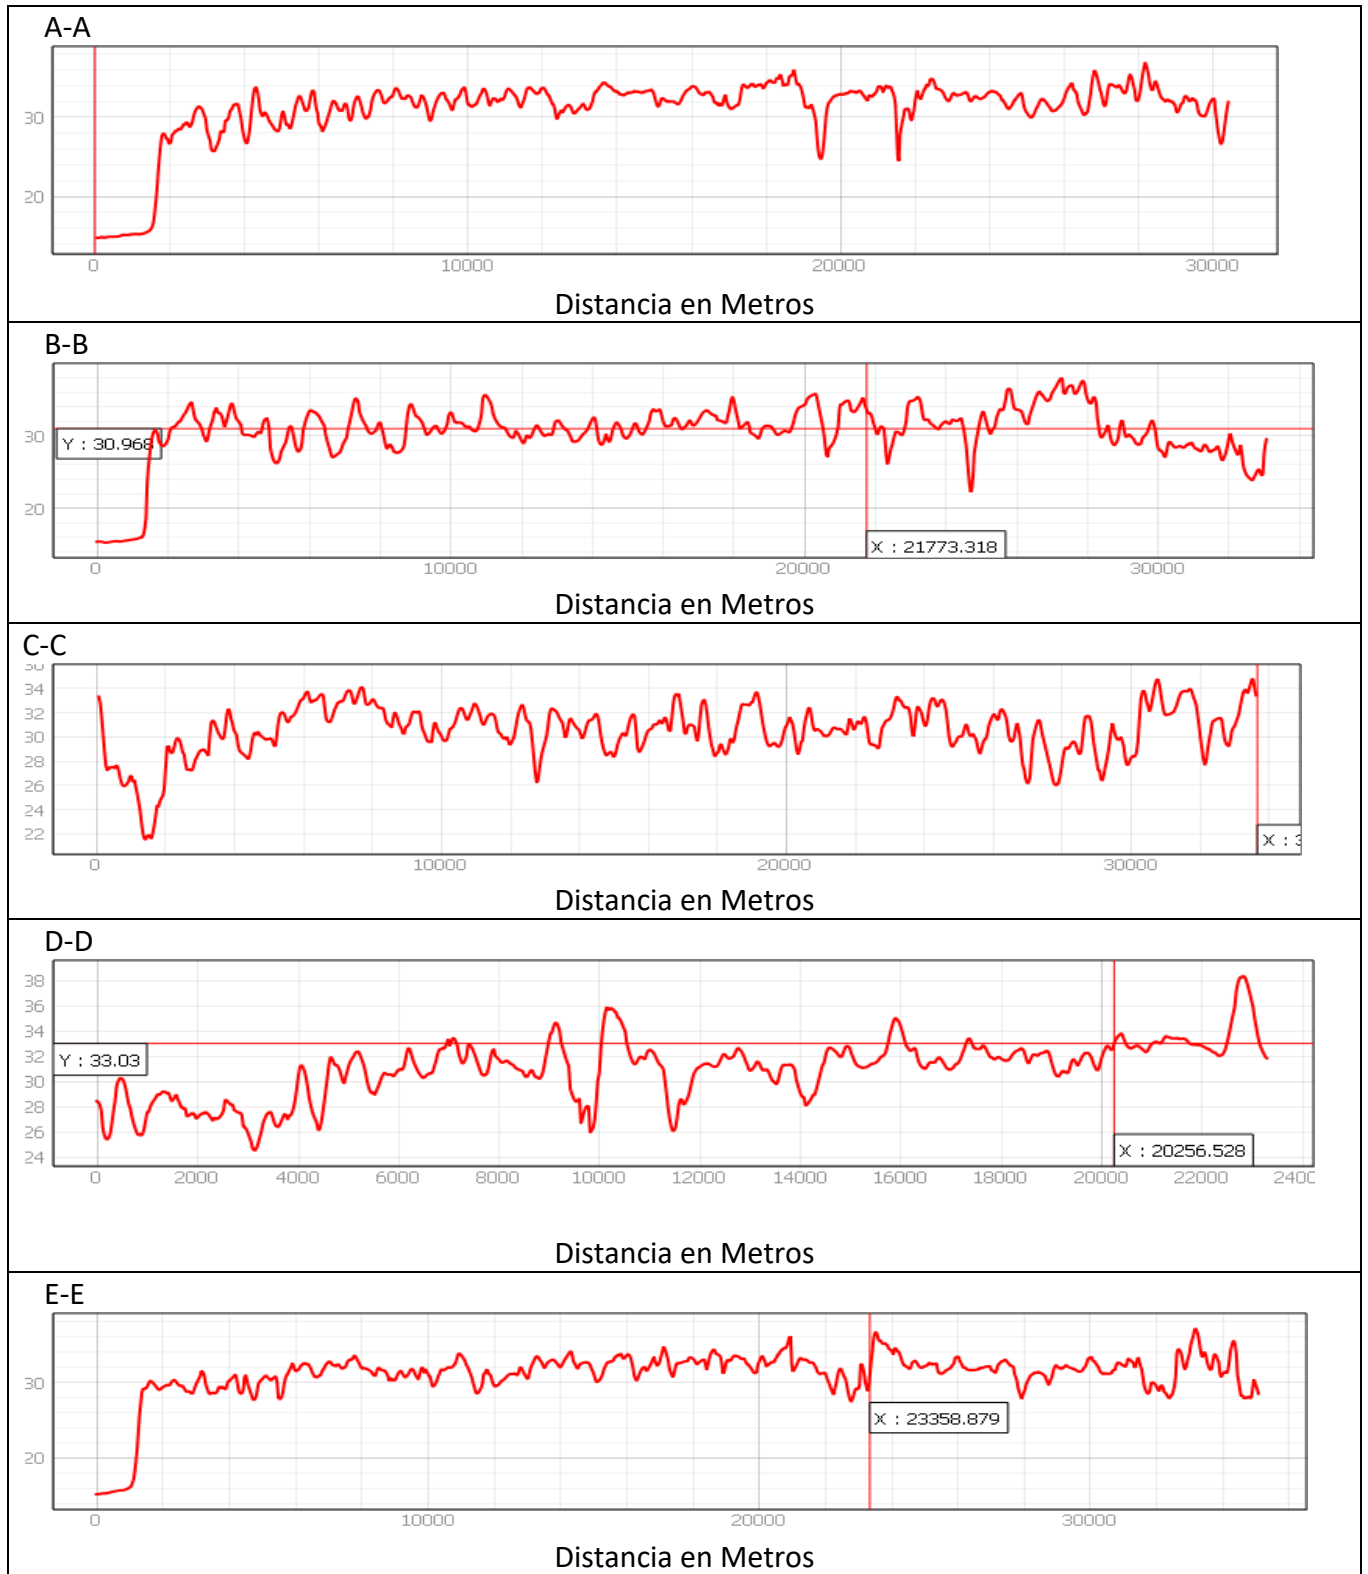 A-A
30
20
0 10000 20000 30000
Distancia en Metros
B-B
30
Y : 30.968
20
X : 21773.318
0 10000 20000 30000
Distancia en Metros
C-C
34
32
30
28
26
24
22
X : 3
0 10000 20000 30000
Distancia en Metros
D-D
38
36
34
Y : 33.03
32
30
28
26
X : 20256.528
24
0 2000 4000 6000 8000 10000 12000 14000 16000 18000 20000 22000 2400
Distancia en Metros
E-E
30
X : 23358.879
20
0 10000 20000 30000
Distancia en Metros